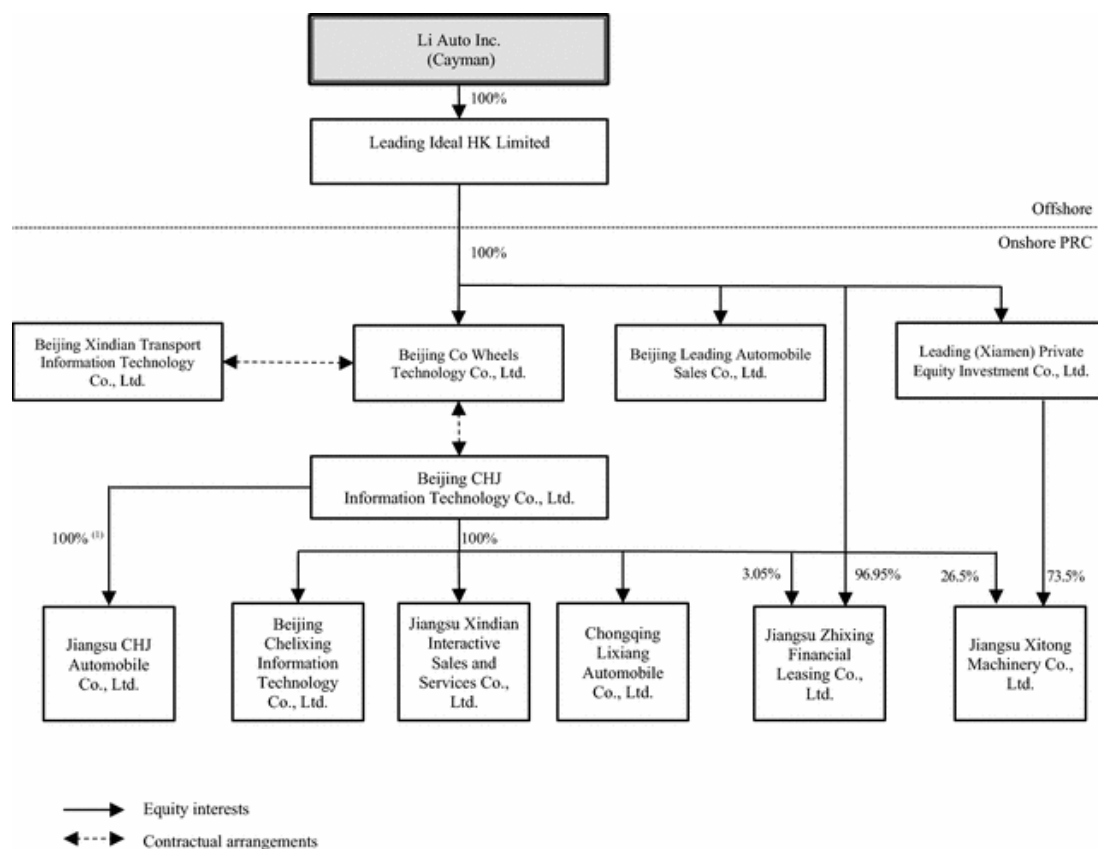 Li Auto Inc.
(Cayman)
100%
Leading Ideal HK Limited
Offshore
Onshore PRC
100%
Beijing Xindian Transport
Information Technology
Co., Ltd.
Beijing Co Wheels
Technology Co., Ltd.
Beijing Leading Automobile
Sales Co., Ltd.
Leading (Xiamen) Private
Equity Investment Co., Ltd.
Beijing CHJ
Information Technology Co., Ltd.
100% (1)
100%
3.05%
96.95%
26.5%
73.5%
Jiangsu CHJ
Automobile
Co., Ltd.
Beijing
Chelixing
Information
Technology
Co., Ltd.
Jiangsu Xindian
Interactive
Sales and
Services Co.,
Ltd.
Chongqing
Lixiang
Automobile
Co., Ltd.
Jiangsu Zhixing
Financial
Leasing Co.,
Ltd.
Jiangsu Xitong
Machinery Co.,
Ltd.
Equity interests
Contractual arrangements